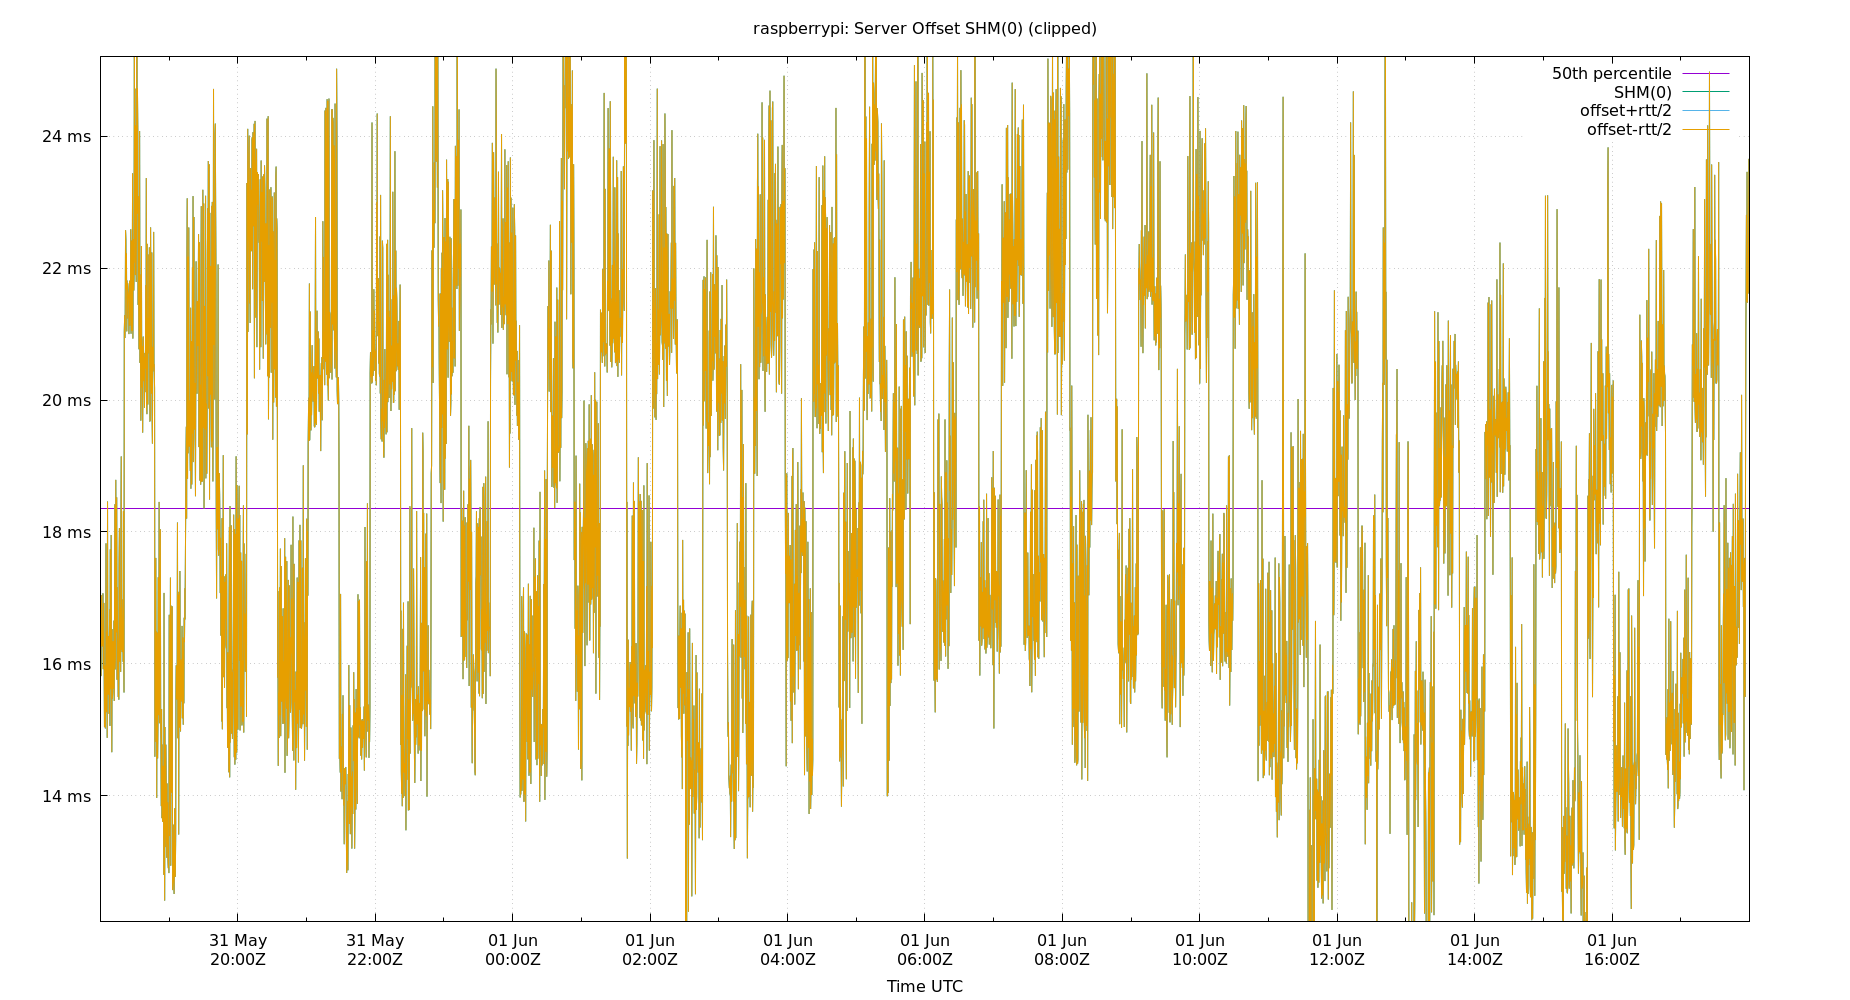 raspberrypi: Server Offset SHM(0) (clipped)
50th percentile
SHM(0)
offset+rtt/2
offset-rtt/2
24 ms
22 ms
20 ms
18 ms
16 ms
14 ms
31 May 31 May 01 Jun 01 Jun 01 Jun 01 Jun 01 Jun 01 Jun 01 Jun 01 Jun 01 Jun
20:00Z 22:00Z 00:00Z 02:00Z 04:00Z 06:00Z 08:00Z 10:00Z 12:00Z 14:00Z 16:00Z
Time UTC